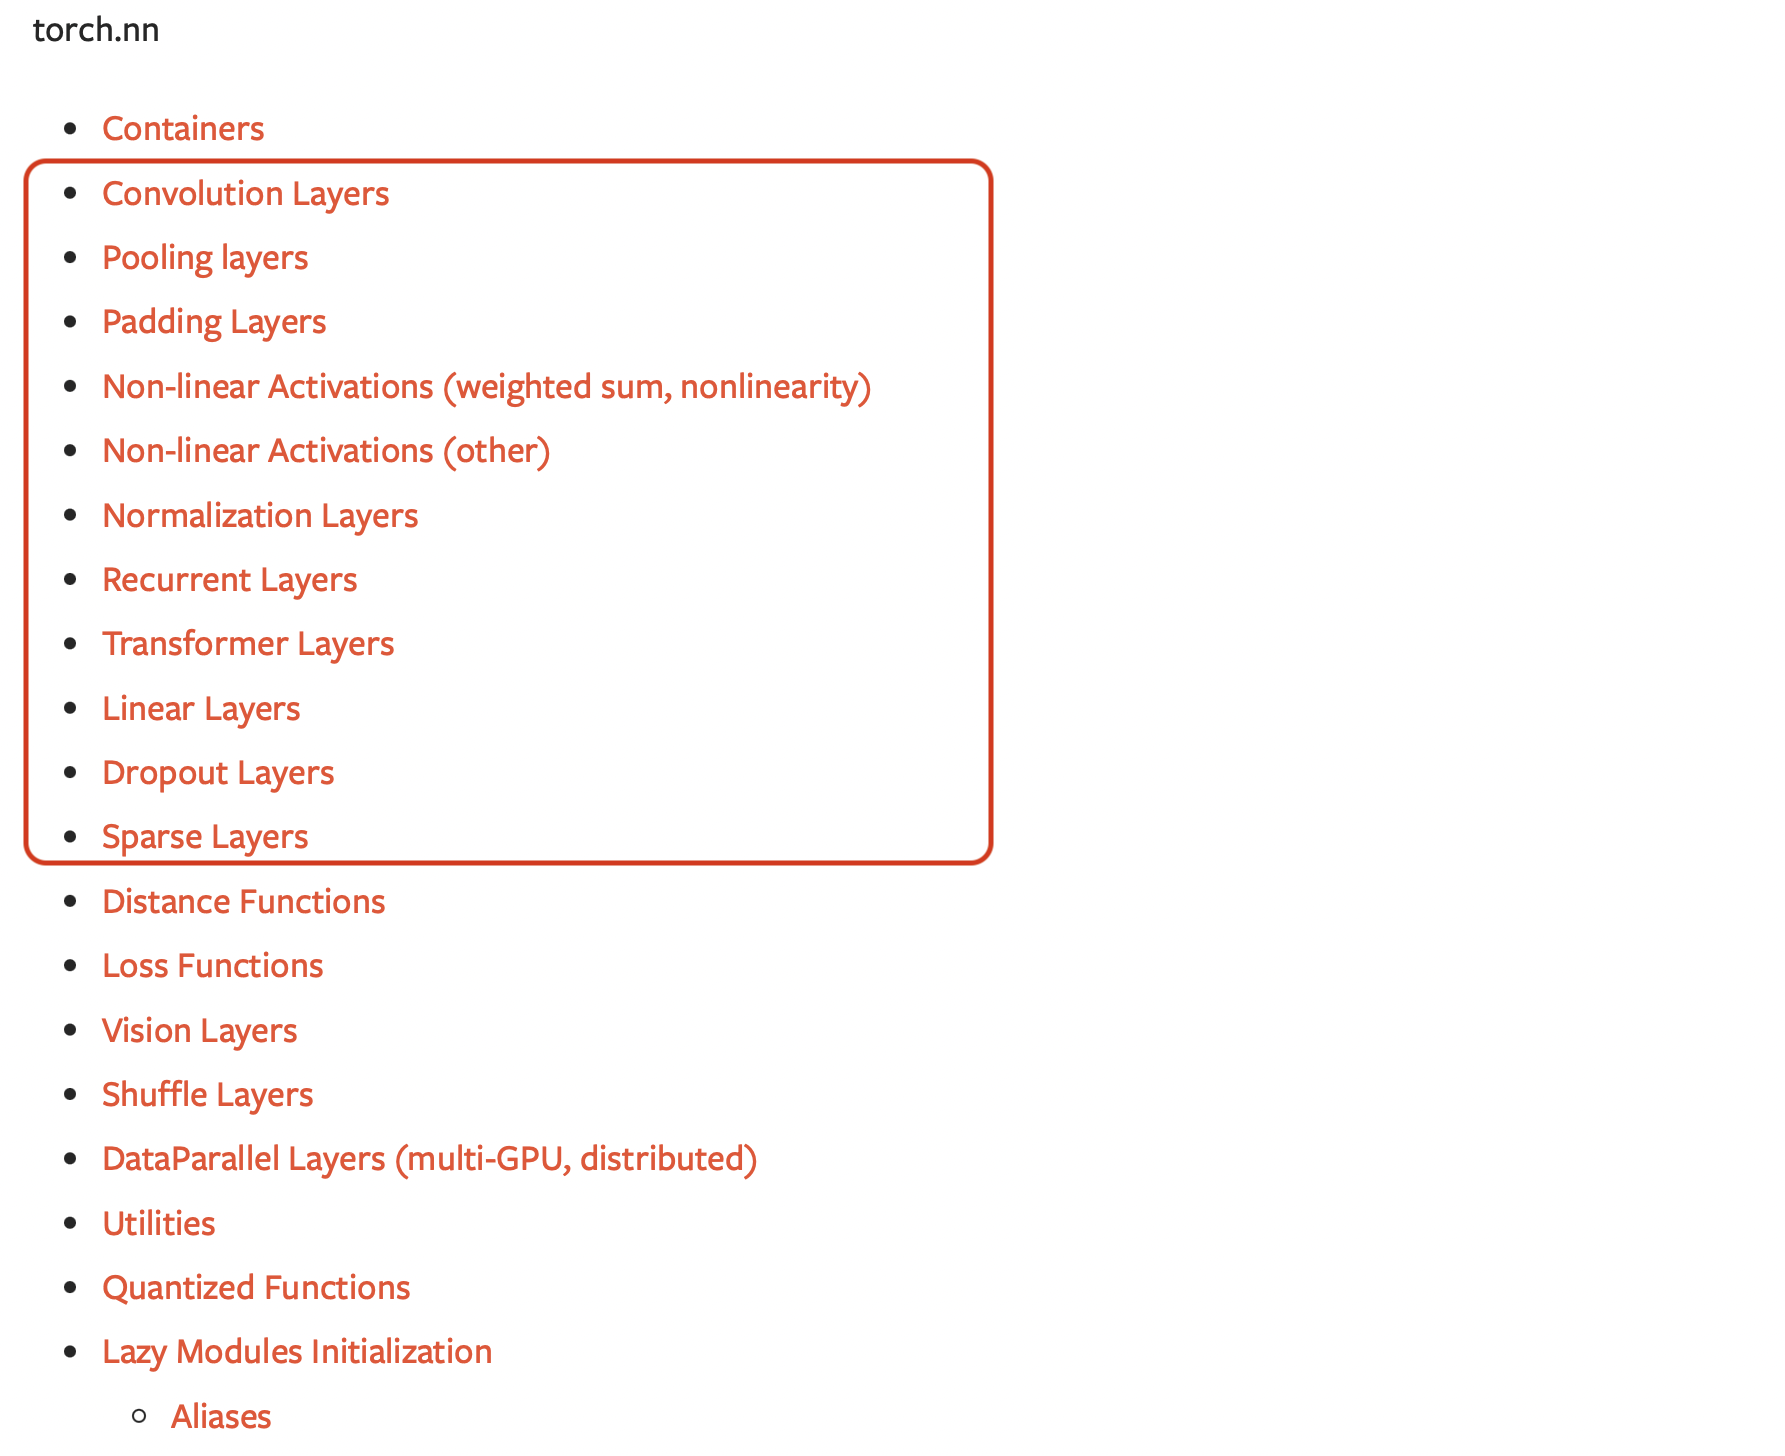 torch.nn
Containers
Convolution Layers
Pooling layers
Padding Layers
Non-linear Activations (weighted sum, nonlinearity)
Non-linear Activations (other)
Normalization Layers
Recurrent Layers
Transformer Layers
Linear Layers
Dropout Layers
Sparse Layers
Distance Functions
Loss Functions
Vision Layers
Shuffle Layers
DataParallel Layers (multi-GPU, distributed)
Utilities
Quantized Functions
Lazy Modules Initialization
Aliases